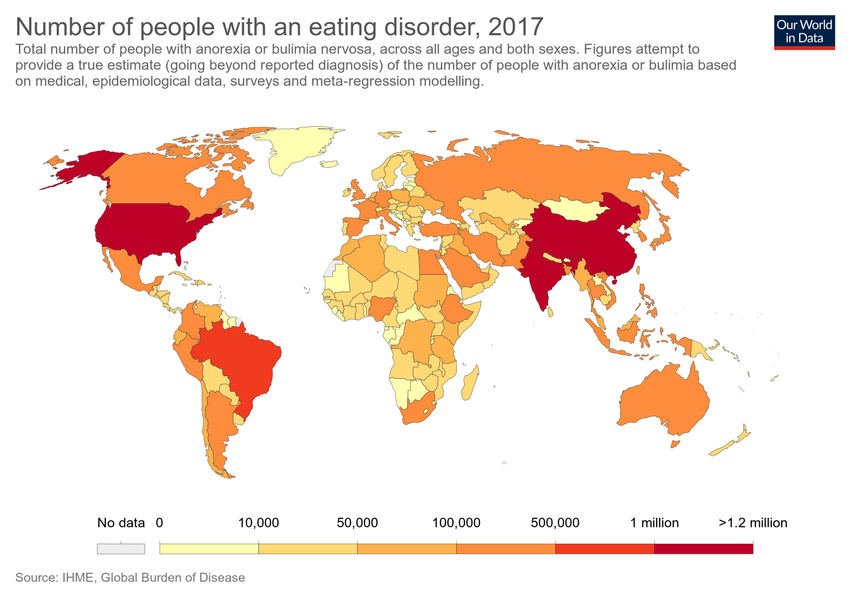 Number of people with an eating disorder, 2017
Our World
in Data
Total number of people with anorexia or bulimia nervosa, across all ages and both sexes. Figures attempt to
provide a true estimate (going beyond reported diagnosis) of the number of people with anorexia or bulimia based
on medical, epidemiological data, surveys and meta-regression modelling.
No data 0 10,000 50,000 100,000 500,000 1 million >1.2 million
Source: IHME, Global Burden of Disease